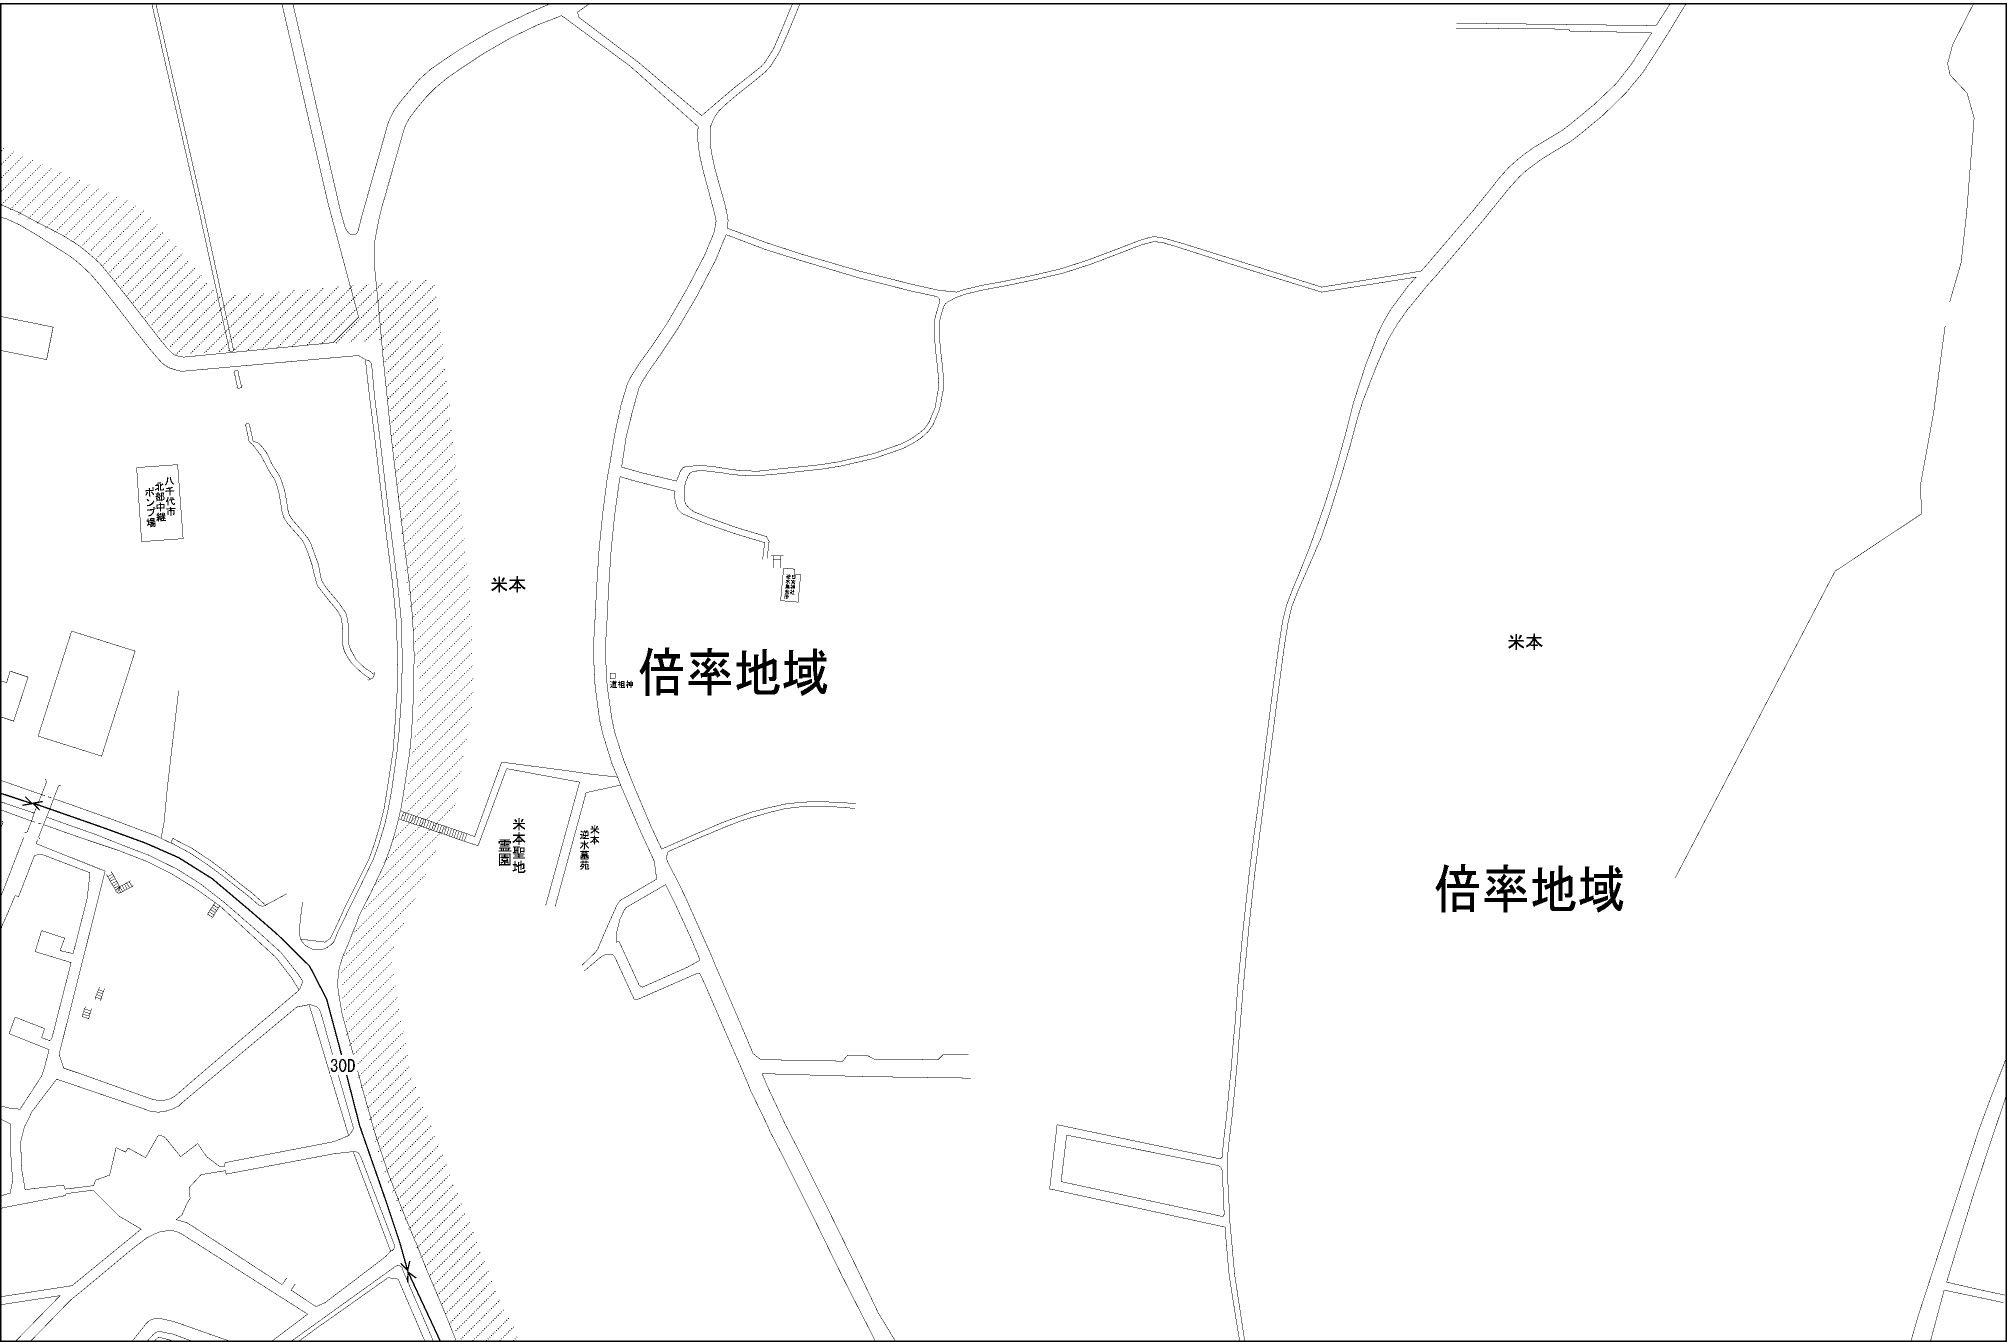 八千代市
北部中継
ポンプ場
米本
倍率地域
道祖神
米本
米本聖地
霊園
米本
逆水墓苑
倍率地域
30D